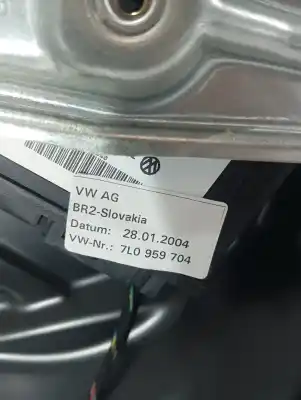 VW AG
BR2-Slovakia
Datum: 28.01.2004
VW-Nr.: 7L0 959 704